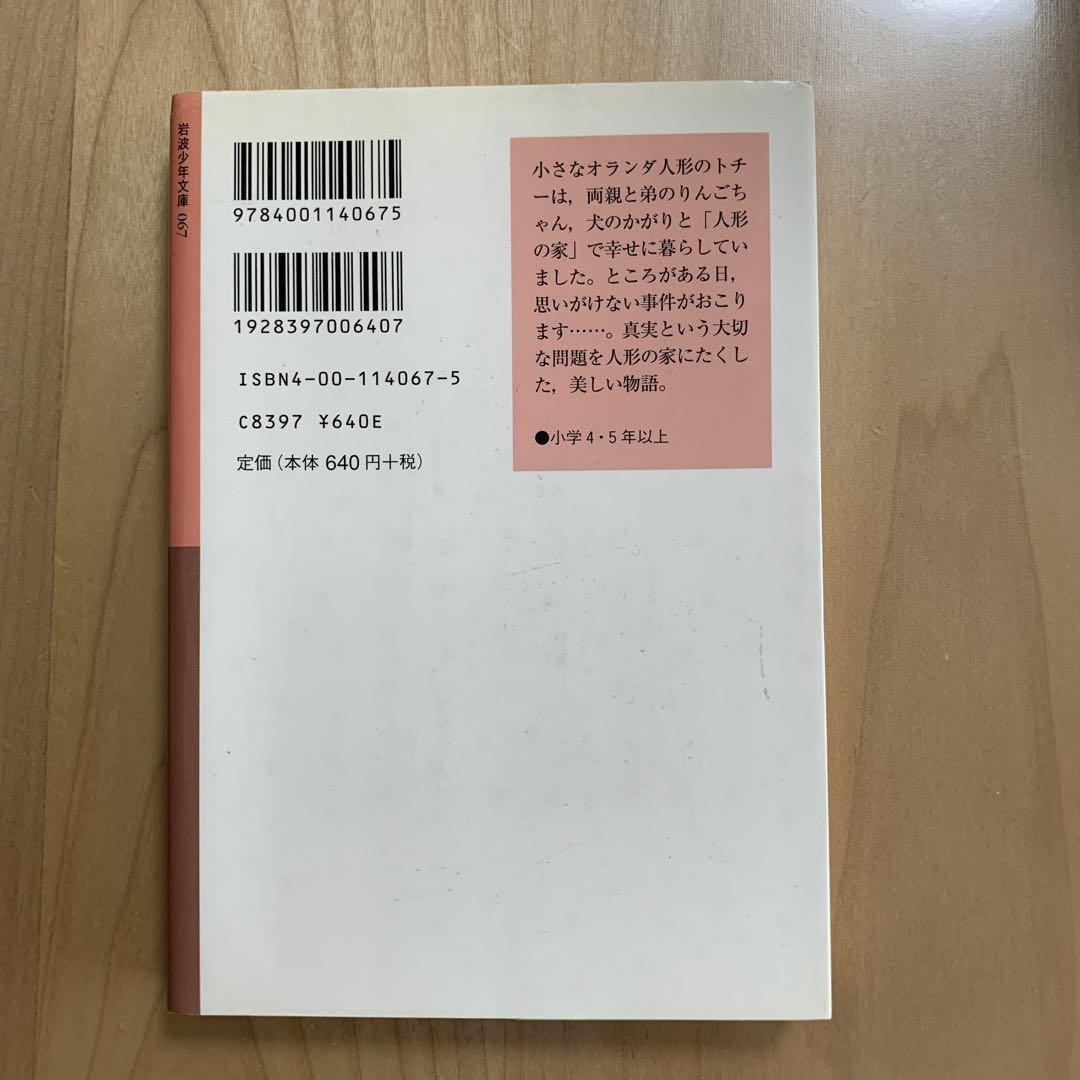 岩波少年文庫 067
9784001140675
1928397006407
ISBN4-00-114067-5
C8397 ¥640E
定価(本体 640円+税)
小さなオランダ人形のトチ
ーは，両親と弟のりんごち
ゃん，犬のかがりと「人形
の家」で幸せに暮らしてい
ました。ところがある日，
思いがけない事件がおこり
ます……。真実という大切
な問題を人形の家にたくし
た，美しい物語。
●小学4・5年以上